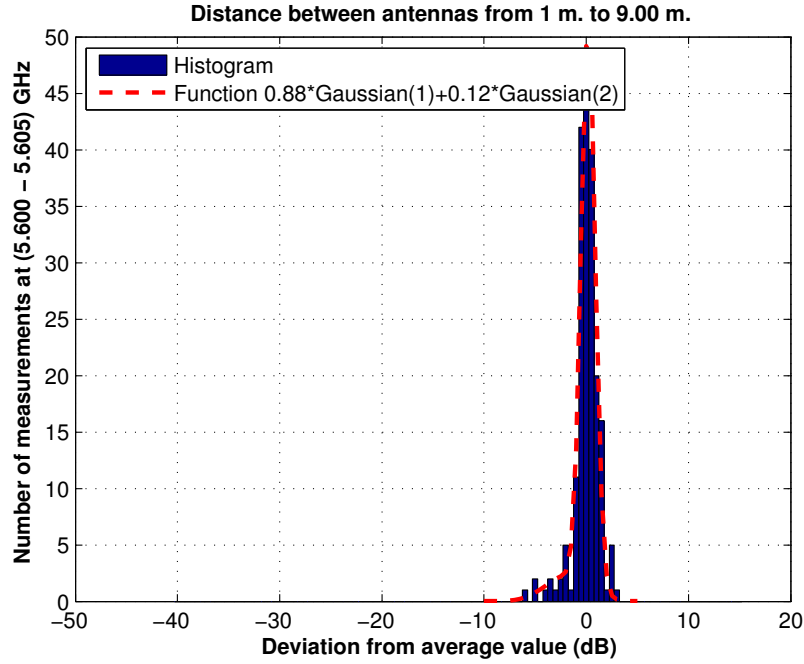 Distance between antennas from 1 m. to 9.00 m.
Number of measurements at (5.600 − 5.605) GHz
50
45
40
35
30
25
20
15
10
5
0
Histogram
Function 0.88*Gaussian(1)+0.12*Gaussian(2)
−50 −40 −30 −20 −10 0 10 20
Deviation from average value (dB)